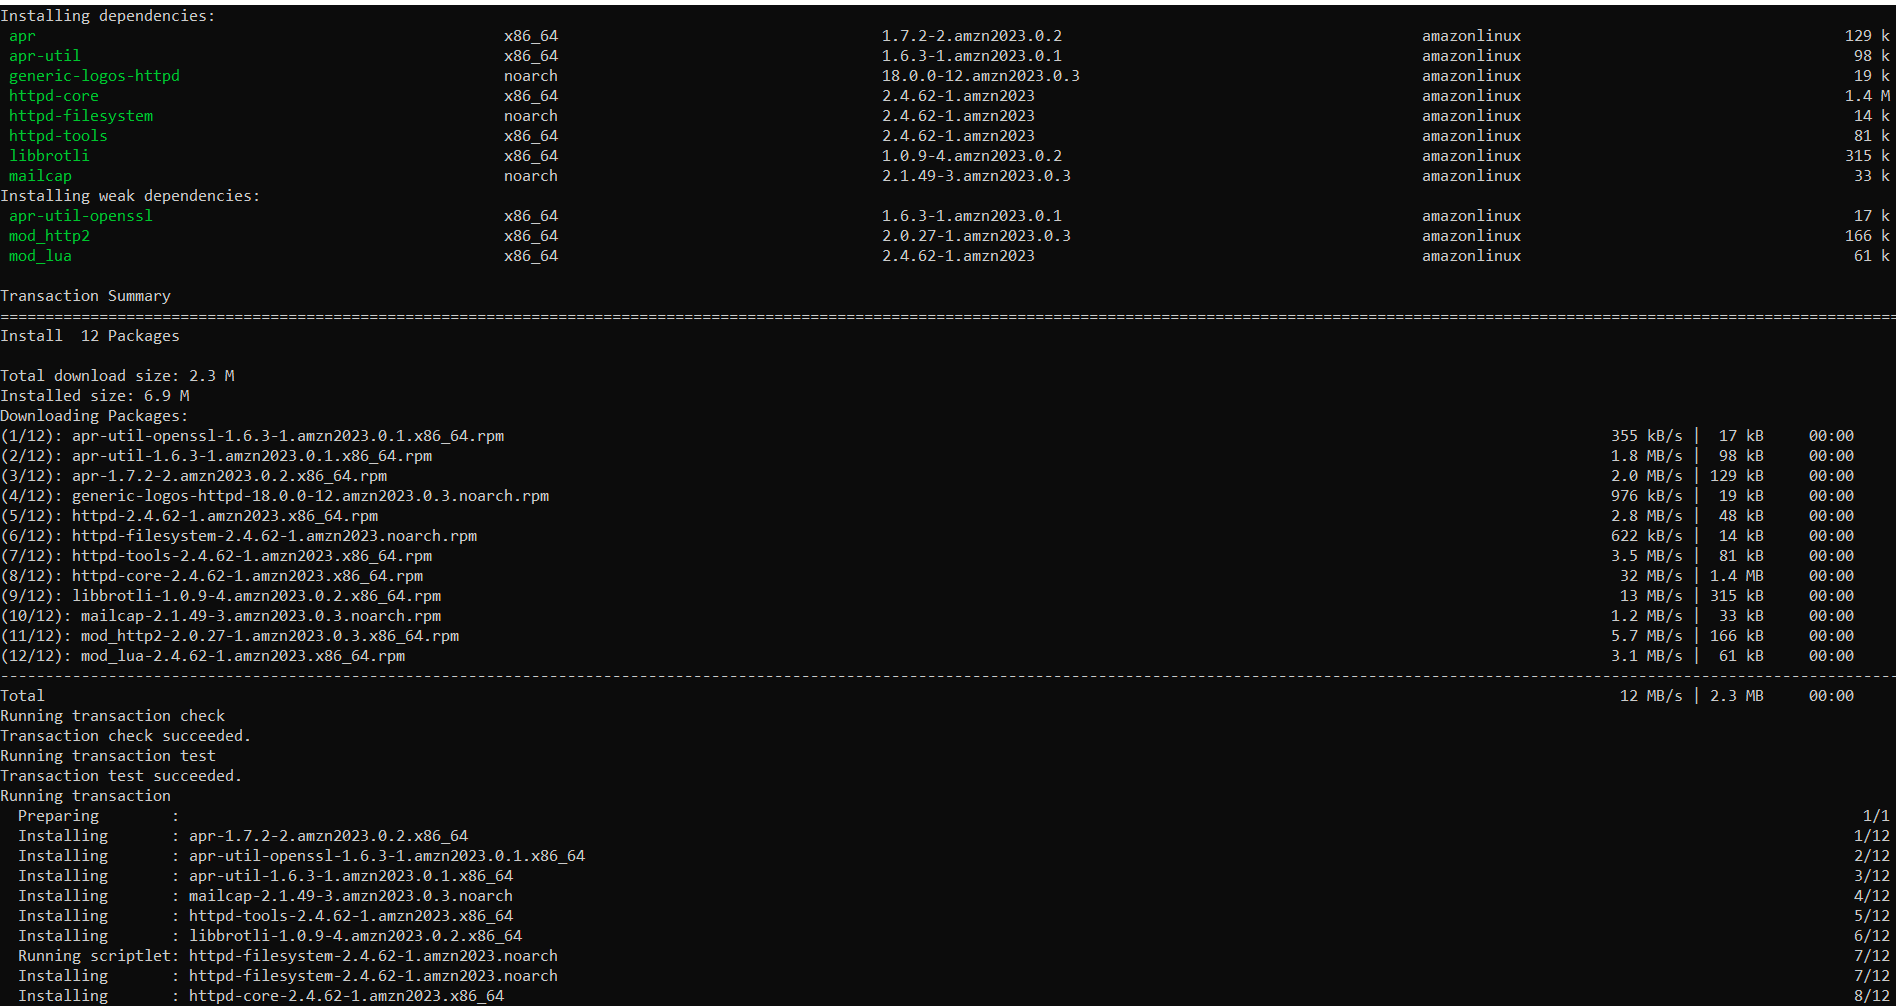 Installing dependencies:
apr x86_64 1.7.2-2.amzn2023.0.2 amazonlinux 129 k
apr-util x86_64 1.6.3-1.amzn2023.0.1 amazonlinux 98 k
generic-logos-httpd noarch 18.0.0-12.amzn2023.0.3 amazonlinux 19 k
httpd-core x86_64 2.4.62-1.amzn2023 amazonlinux 1.4 M
httpd-filesystem noarch 2.4.62-1.amzn2023 amazonlinux 14 k
httpd-tools x86_64 2.4.62-1.amzn2023 amazonlinux 81 k
libbrotli x86_64 1.0.9-4.amzn2023.0.2 amazonlinux 315 k
mailcap noarch 2.1.49-3.amzn2023.0.3 amazonlinux 33 k
Installing weak dependencies:
apr-util-openssl x86_64 1.6.3-1.amzn2023.0.1 amazonlinux 17 k
mod_http2 x86_64 2.0.27-1.amzn2023.0.3 amazonlinux 166 k
mod_lua x86_64 2.4.62-1.amzn2023 amazonlinux 61 k
Transaction Summary
Install 12 Packages
Total download size: 2.3 M
Installed size: 6.9 M
Downloading Packages:
(1/12): apr-util-openssl-1.6.3-1.amzn2023.0.1.x86_64.rpm 355 kB/s | 17 kB 00:00
(2/12): apr-util-1.6.3-1.amzn2023.0.1.x86_64.rpm 1.8 MB/s | 98 kB 00:00
(3/12): apr-1.7.2-2.amzn2023.0.2.x86_64.rpm 2.0 MB/s | 129 kB 00:00
(4/12): generic-logos-httpd-18.0.0-12.amzn2023.0.3.noarch.rpm 976 kB/s | 19 kB 00:00
(5/12): httpd-2.4.62-1.amzn2023.x86_64.rpm 2.8 MB/s | 48 kB 00:00
(6/12): httpd-filesystem-2.4.62-1.amzn2023.noarch.rpm 622 kB/s | 14 kB 00:00
(7/12): httpd-tools-2.4.62-1.amzn2023.x86_64.rpm 3.5 MB/s | 81 kB 00:00
(8/12): httpd-core-2.4.62-1.amzn2023.x86_64.rpm 32 MB/s | 1.4 MB 00:00
(9/12): libbrotli-1.0.9-4.amzn2023.0.2.x86_64.rpm 13 MB/s | 315 kB 00:00
(10/12): mailcap-2.1.49-3.amzn2023.0.3.noarch.rpm 1.2 MB/s | 33 kB 00:00
(11/12): mod_http2-2.0.27-1.amzn2023.0.3.x86_64.rpm 5.7 MB/s | 166 kB 00:00
(12/12): mod_lua-2.4.62-1.amzn2023.x86_64.rpm 3.1 MB/s | 61 kB 00:00
Total 12 MB/s | 2.3 MB 00:00
Running transaction check
Transaction check succeeded.
Running transaction test
Transaction test succeeded.
Running transaction
Preparing : 1/1
Installing : apr-1.7.2-2.amzn2023.0.2.x86_64 1/12
Installing : apr-util-openssl-1.6.3-1.amzn2023.0.1.x86_64 2/12
Installing : apr-util-1.6.3-1.amzn2023.0.1.x86_64 3/12
Installing : mailcap-2.1.49-3.amzn2023.0.3.noarch 4/12
Installing : httpd-tools-2.4.62-1.amzn2023.x86_64 5/12
Installing : libbrotli-1.0.9-4.amzn2023.0.2.x86_64 6/12
Running scriptlet: httpd-filesystem-2.4.62-1.amzn2023.noarch 7/12
Installing : httpd-filesystem-2.4.62-1.amzn2023.noarch 7/12
Installing : httpd-core-2.4.62-1.amzn2023.x86_64 8/12